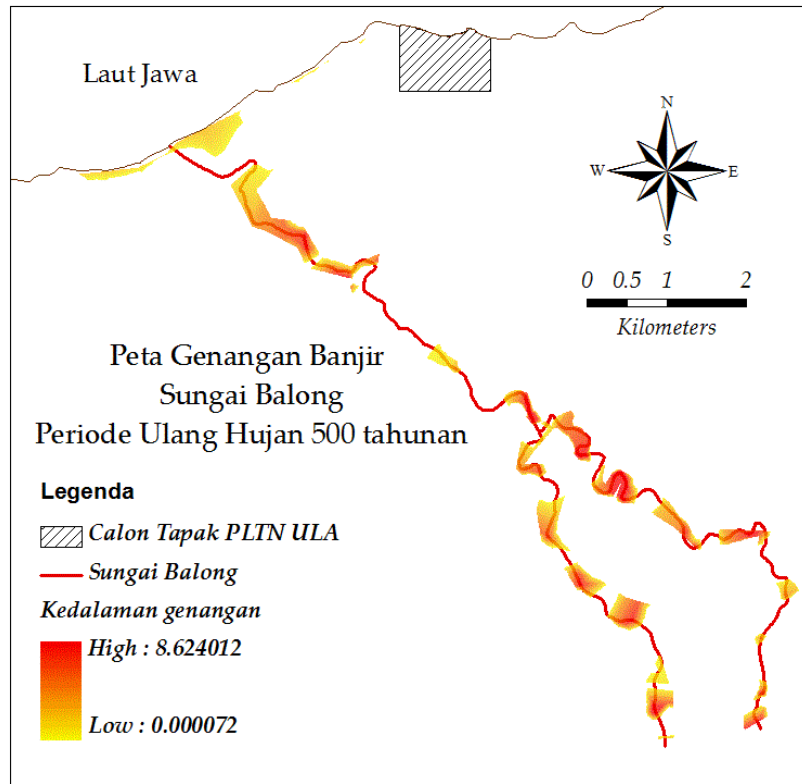 Laut Jawa
N
W
E
S
0 0.5 1 2
Kilometers
Peta Genangan Banjir
Sungai Balong
Periode Ulang Hujan 500 tahunan
Legenda
Calon Tapak PLTN ULA
Sungai Balong
Kedalaman genangan
High : 8.624012
Low : 0.000072